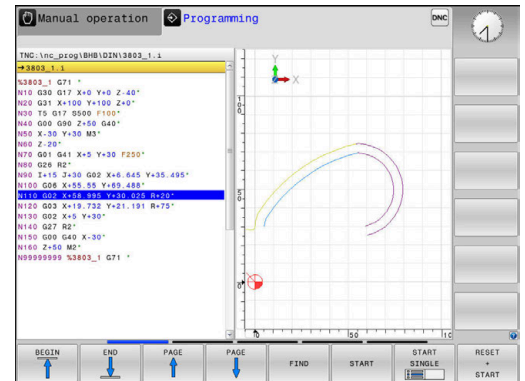 Manual operation
Programming
DNC
TNC:\nc_prog\BHB\DIN\3803_1.i
→3803_1.i
%3803_1 G71 *
N10 G30 G17 X+0 Y+0 Z-40*
N20 G31 X+100 Y+100 Z+0*
N30 T5 G17 S500 F100*
N40 G00 G90 Z+50 G40*
N50 X-30 Y+30 M3*
N60 Z-20*
N70 G01 G41 X+5 Y+30 F250*
N80 G26 R2*
N90 I+15 J+30 G02 X+6.645 Y+35.495*
N100 G06 X+55.55 Y+69.488*
N110 G02 X+58.995 Y+30.025 R+20*
N120 G03 X+19.732 Y+21.191 R+75*
N130 G02 X+5 Y+30*
N140 G27 R2*
N150 G00 G40 X-30*
N160 Z+50 M2*
N99999999 %3803_1 G71 *
Y
X
100
50
0
0
50
BEGIN
END
PAGE
PAGE
FIND
START
START SINGLE
RESET + START